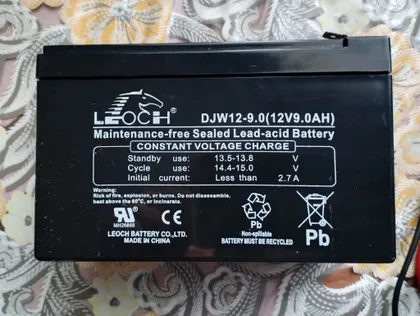 LEOCH
DJW12-9.0(12V9.0AH)
Maintenance-free Sealed Lead-acid Battery
CONSTANT VOLTAGE CHARGE
Standby use: 13.5-13.8 V
Cycle use: 14.4-15.0 V
Initial current: Less than 2.7A
Warning:
Risk of fire, explosion, or burns. Do not disassemble,
heat above the 60°C, or incinerate.
MH26866
CE
Pb
Non-spillable
BATTERY MUST BE RECYCLED
Pb
LEOCH BATTERY CO.,LTD.
MADE IN CHINA